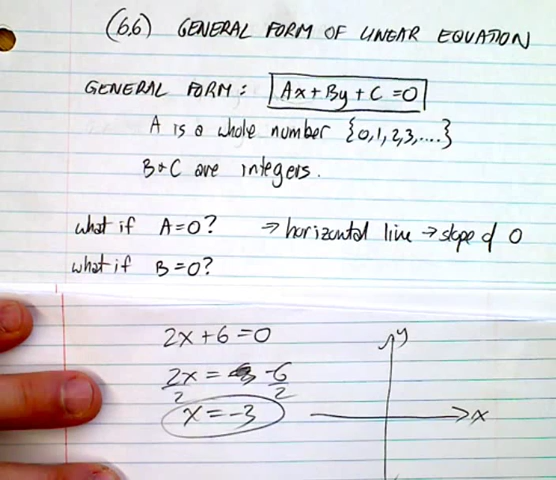 (6.6) GENERAL FORM OF LINEAR EQUATION
GENERAL FORM: Ax + By + C = 0
A is a whole number {0,1,2,3,....}
B + C are integers.
what if A=0? → horizontal line → slope of 0
what if B=0?
2x + 6 = 0
2x = -6
2 2
x = -3
y
x